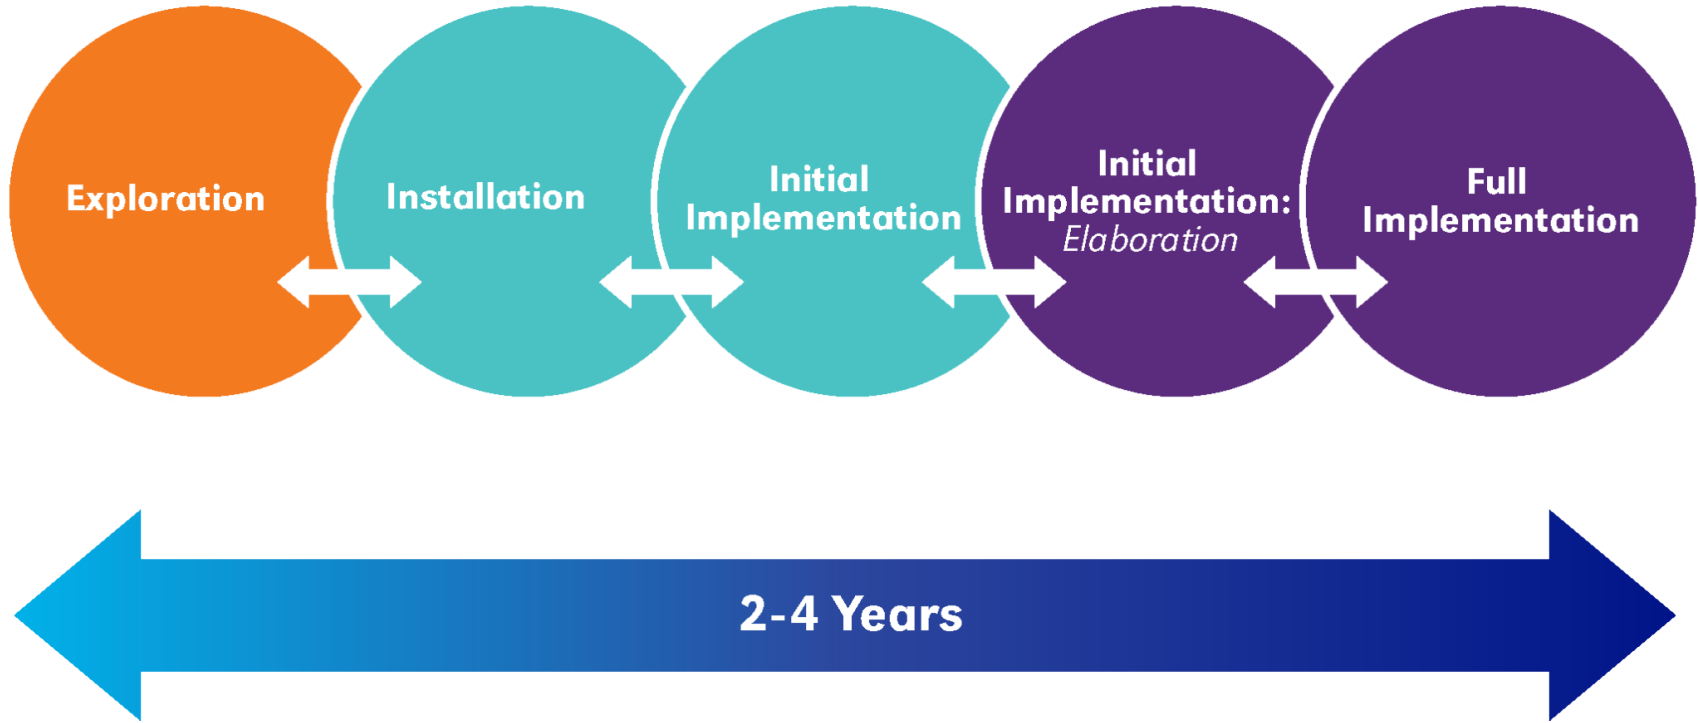 Exploration
Installation
Initial
Implementation
Initial
Implementation:
Elaboration
Full
Implementation
2-4 Years